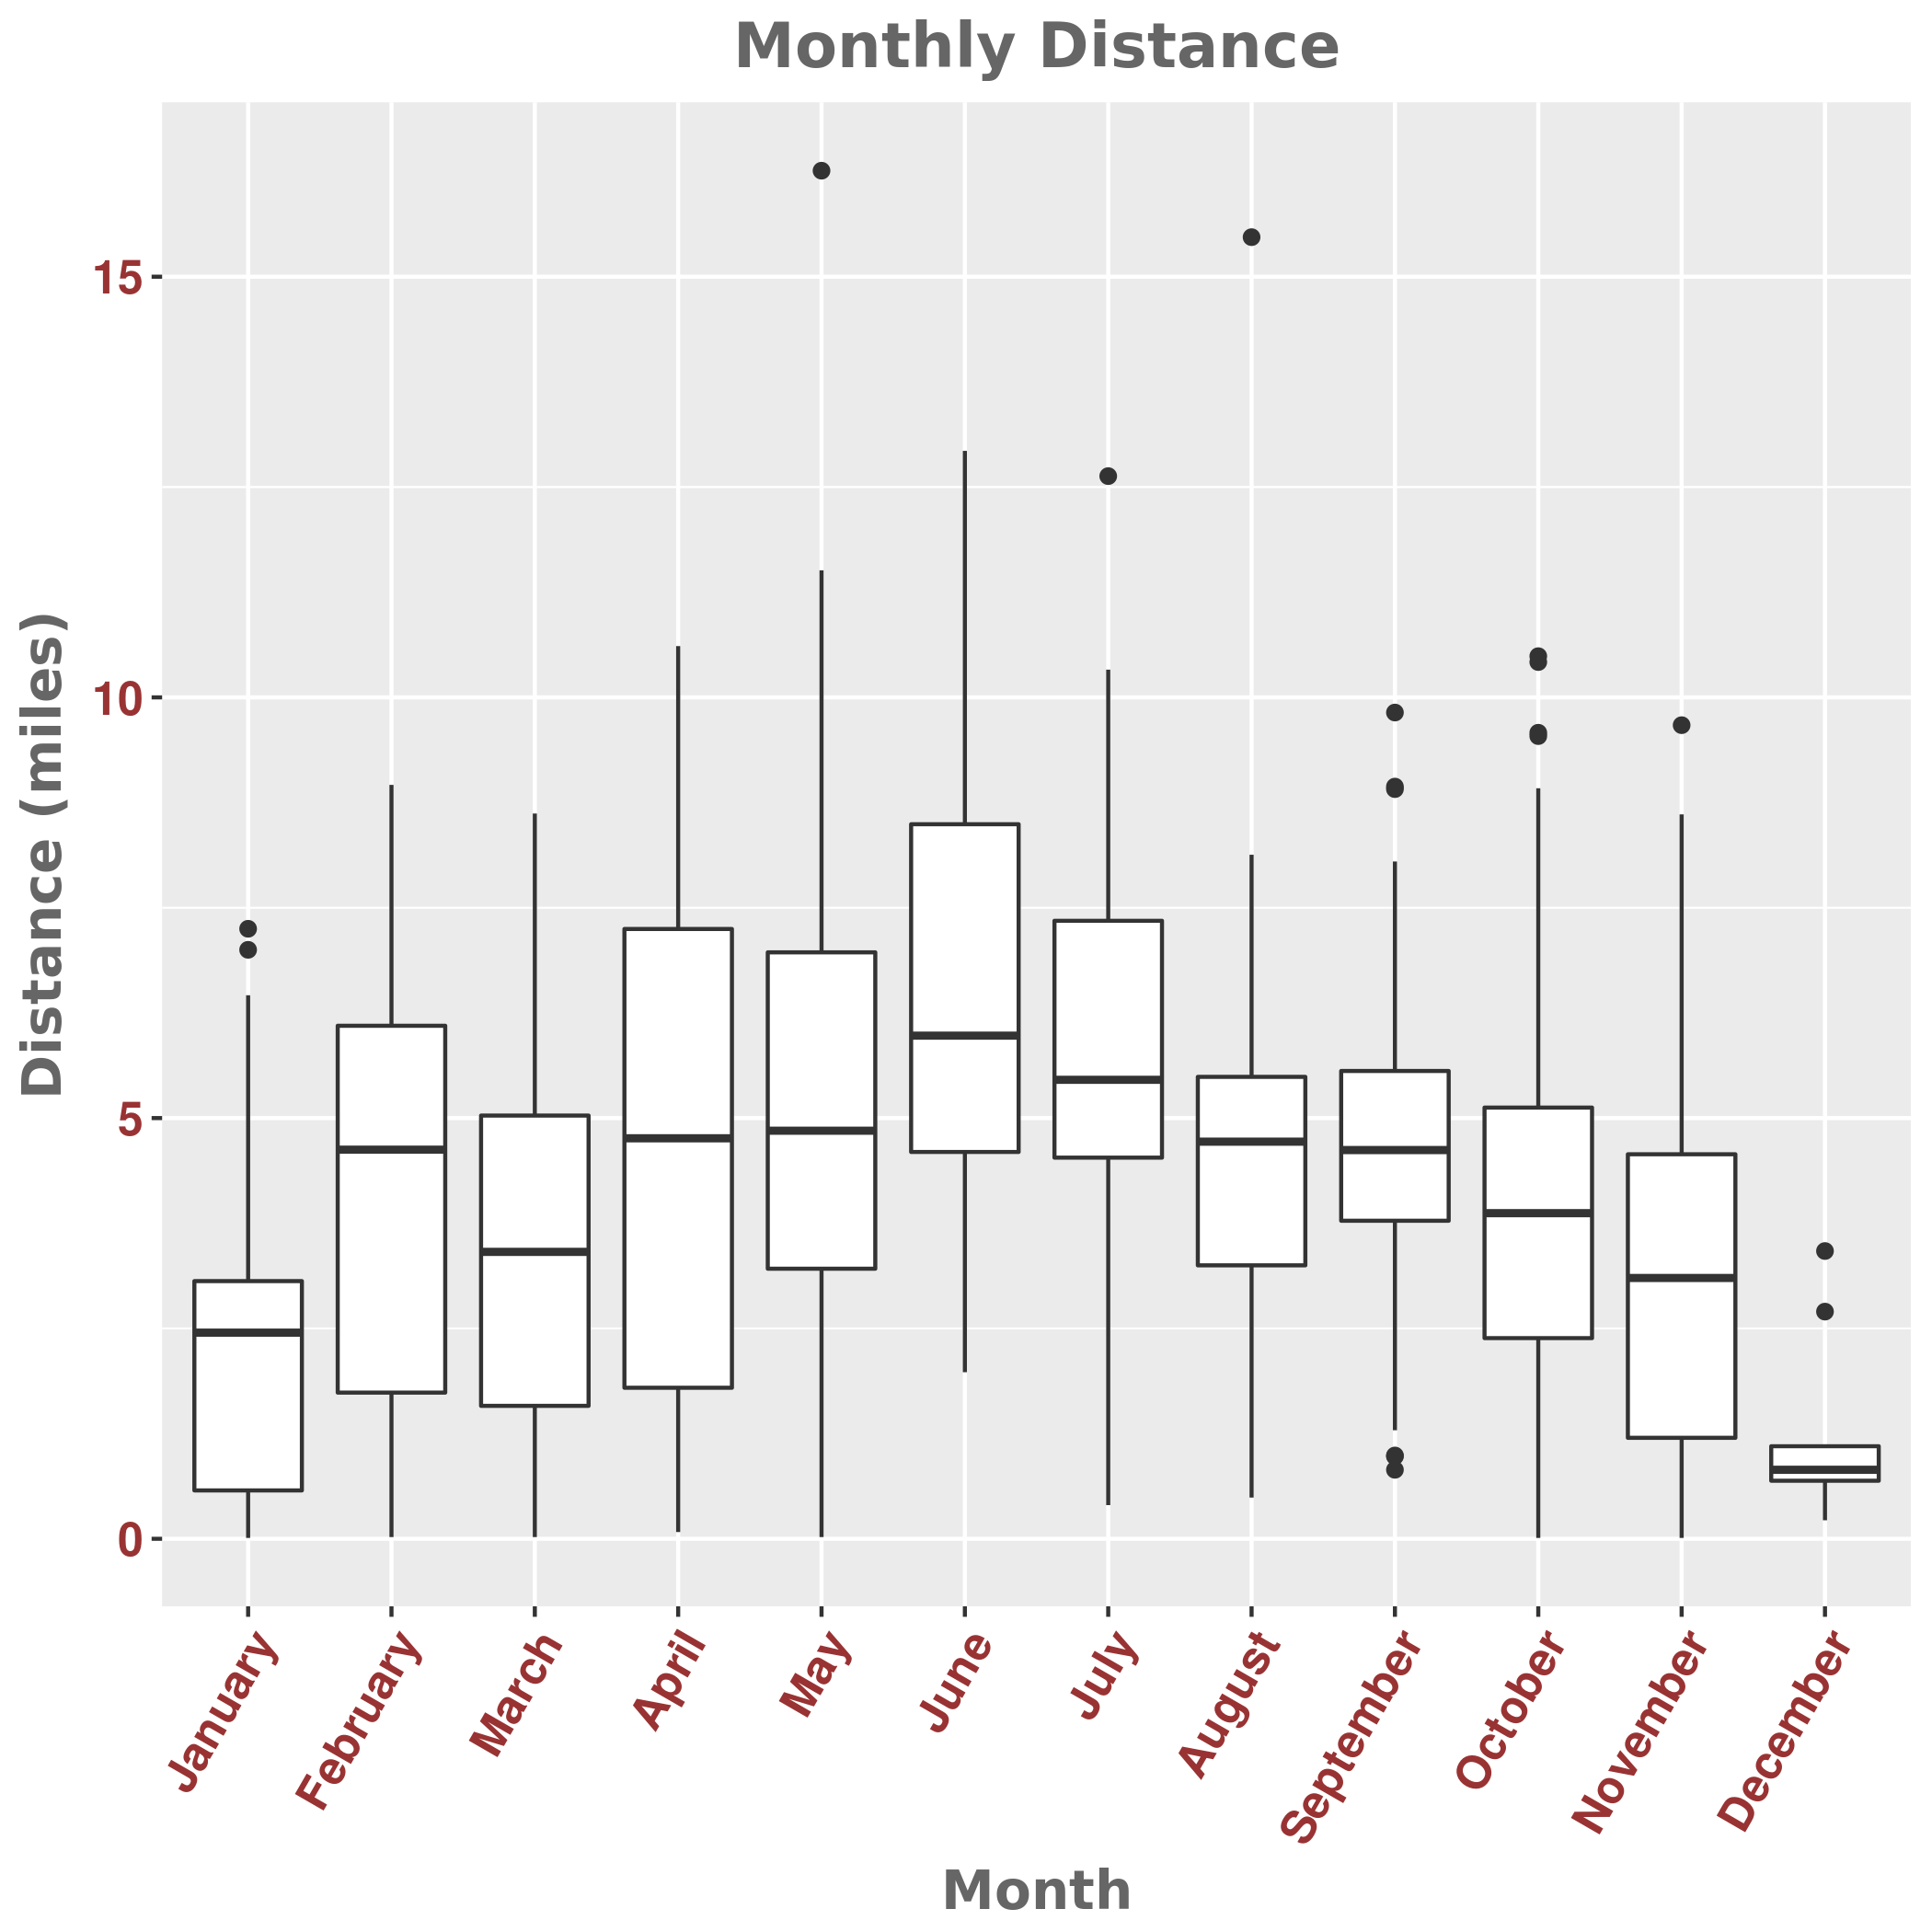 Monthly Distance
Distance (miles)
15
10
5
0
January
February
March
April
May
June
July
August
September
October
November
December
Month